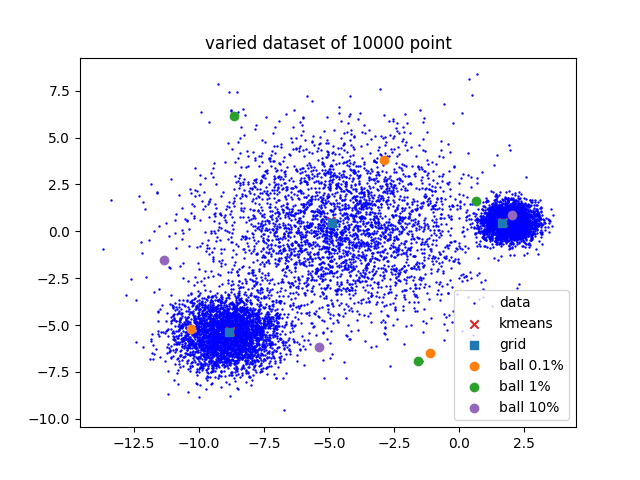 varied dataset of 10000 point
7.5
5.0
2.5
0.0
−2.5
−5.0
−7.5
−10.0
data
kmeans
grid
ball 0.1%
ball 1%
ball 10%
−12.5 −10.0 −7.5 −5.0 −2.5 0.0 2.5